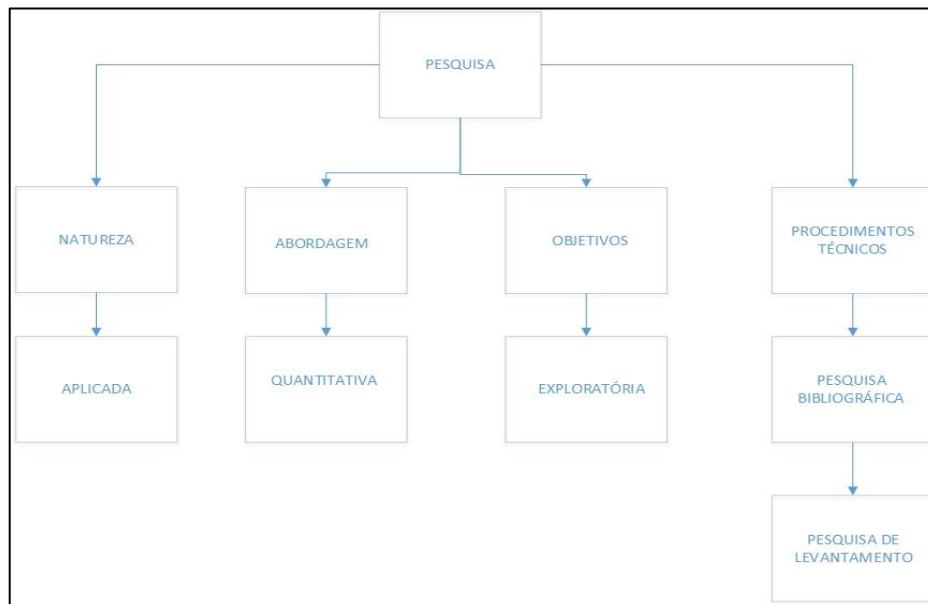 PESQUISA
NATUREZA
ABORDAGEM
OBJETIVOS
PROCEDIMENTOS
TÉCNICOS
APLICADA
QUANTITATIVA
EXPLORATÓRIA
PESQUISA
BIBLIOGRÁFICA
PESQUISA DE
LEVANTAMENTO